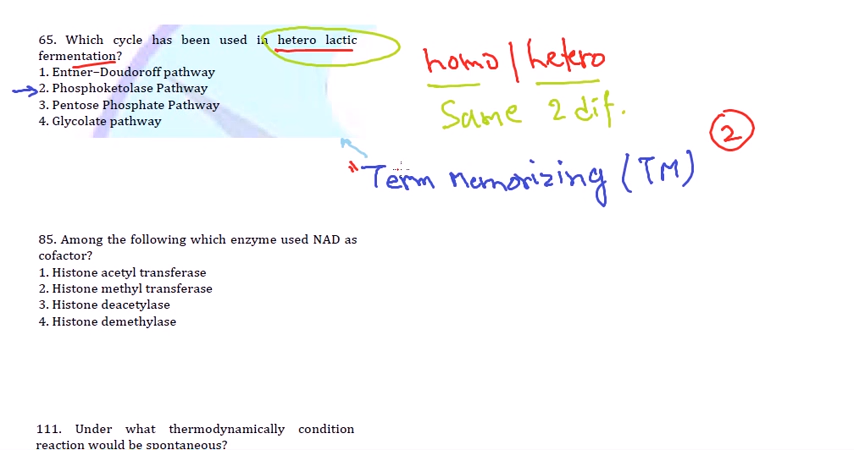 65. Which cycle has been used in hetero lactic
fermentation?
1. Entner–Doudoroff pathway
2. Phosphoketolase Pathway
3. Pentose Phosphate Pathway
4. Glycolate pathway
homo/hetero
Same 2 dif.
2
Term Memorizing (TM)
85. Among the following which enzyme used NAD as
cofactor?
1. Histone acetyl transferase
2. Histone methyl transferase
3. Histone deacetylase
4. Histone demethylase
111. Under what thermodynamically condition
reaction would be spontaneous?